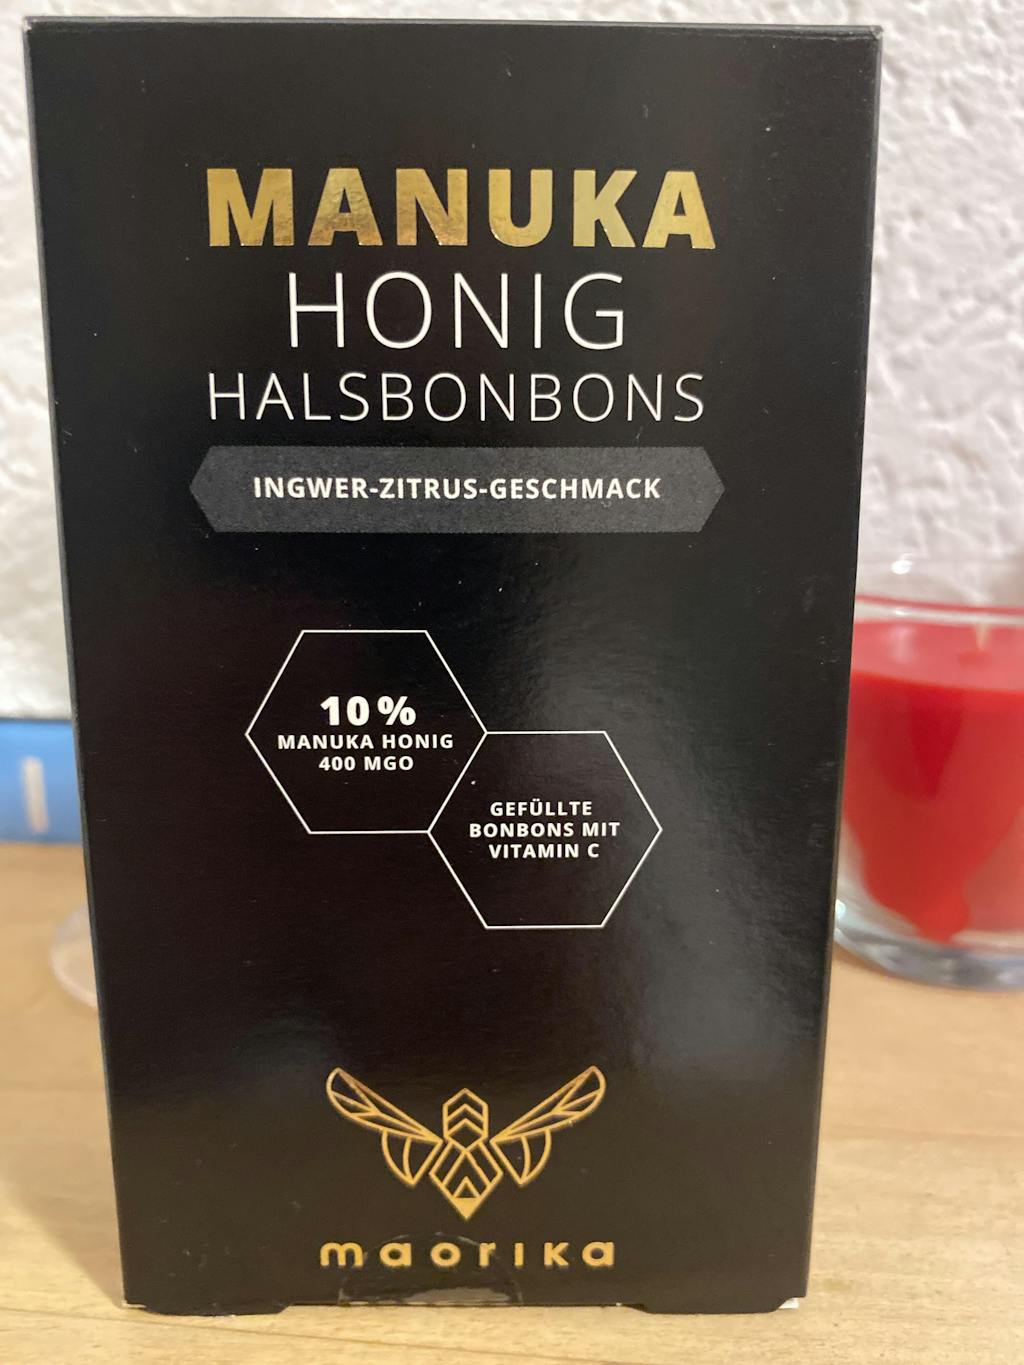 MANUKA
HONIG
HALSBONBONS
INGWER-ZITRUS-GESCHMACK
10 %
MANUKA HONIG
400 MGO
GEFÜLLTE
BONBONS MIT
VITAMIN C
maorika